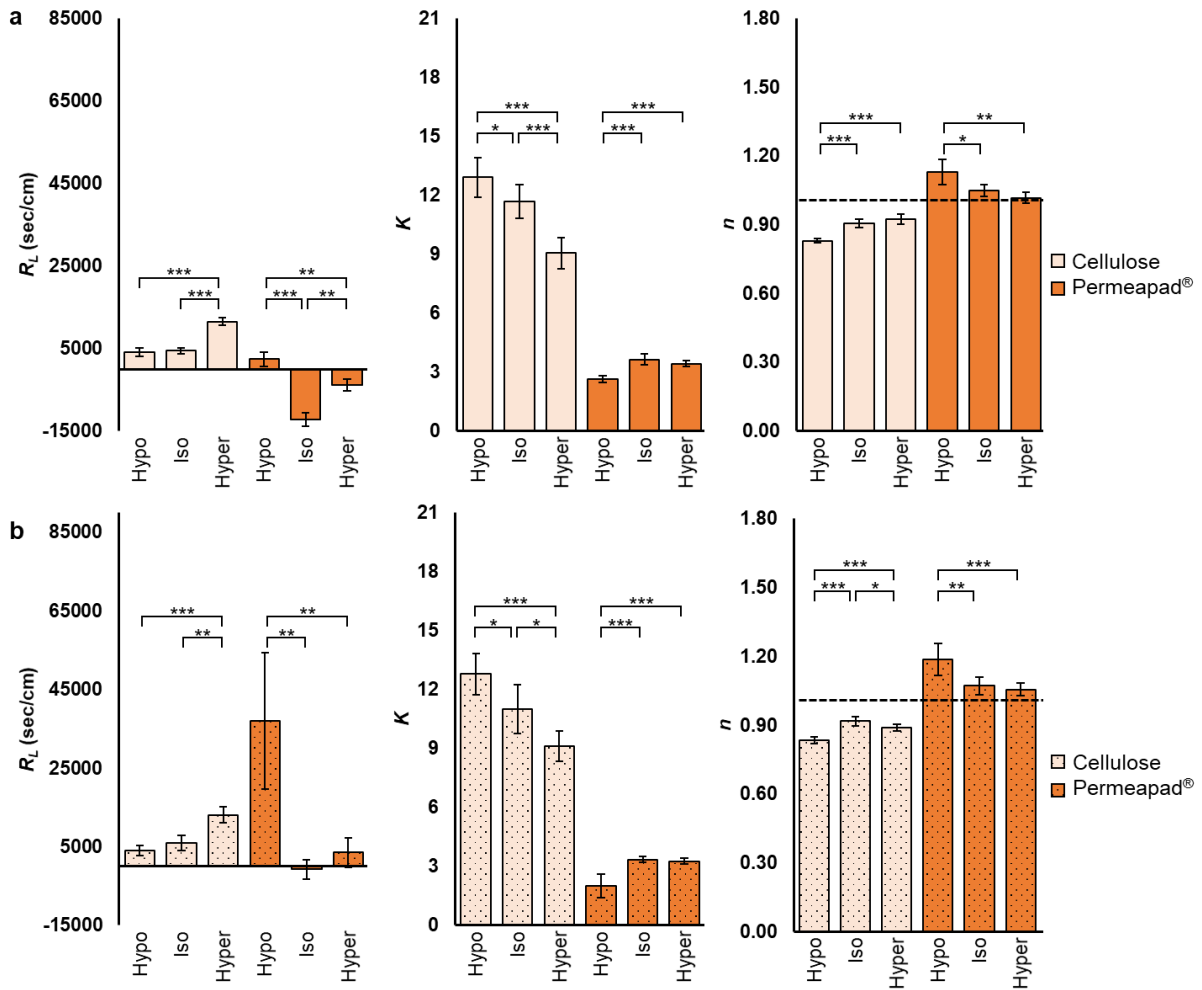 a
R_L (sec/cm)
85000
65000
45000
25000
5000
-15000
*** *** ** *** **
Hypo Iso Hyper Hypo Iso Hyper
K
21
18
15
12
9
6
3
0
*** * *** *** ***
Hypo Iso Hyper Hypo Iso Hyper
n
1.80
1.50
1.20
0.90
0.60
0.30
0.00
*** *** ** *
Hypo Iso Hyper Hypo Iso Hyper
Cellulose
Permeapad®
b
R_L (sec/cm)
85000
65000
45000
25000
5000
-15000
*** ** ** **
Hypo Iso Hyper Hypo Iso Hyper
K
21
18
15
12
9
6
3
0
*** * * *** ***
Hypo Iso Hyper Hypo Iso Hyper
n
1.80
1.50
1.20
0.90
0.60
0.30
0.00
*** *** * *** **
Hypo Iso Hyper Hypo Iso Hyper
Cellulose
Permeapad®